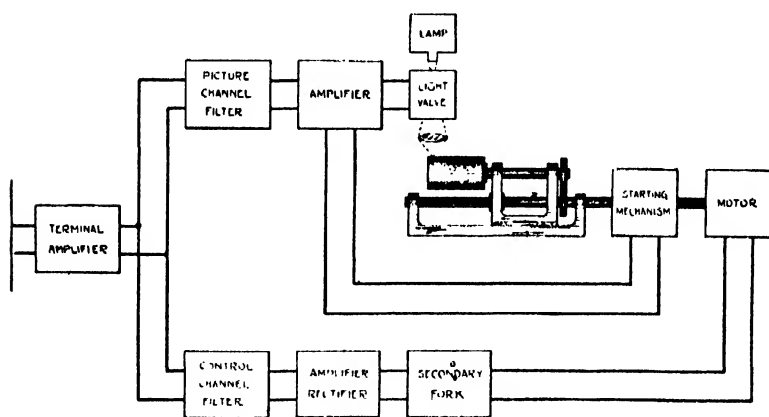 LAMP
PICTURE
CHANNEL
FILTER
AMPLIFIER
LIGHT
VALVE
STARTING
MECHANISM
MOTOR
TERMINAL
AMPLIFIER
CONTROL
CHANNEL
FILTER
AMPLIFIER
RECTIFIER
SECONDARY
FORK